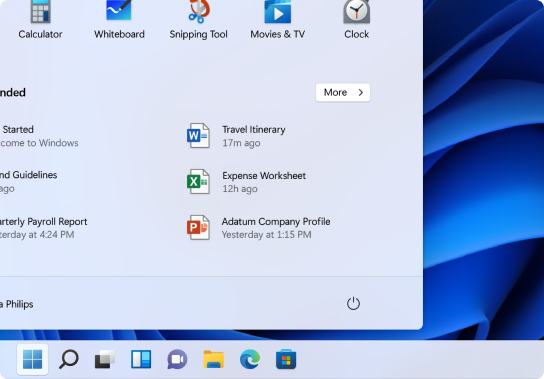 Calculator Whiteboard Snipping Tool Movies & TV Clock
nded More
Started Travel Itinerary
come to Windows 17m ago
nd Guidelines Expense Worksheet
ago 12h ago
rterly Payroll Report Adatum Company Profile
terday at 4:24 PM Yesterday at 1:15 PM
a Philips